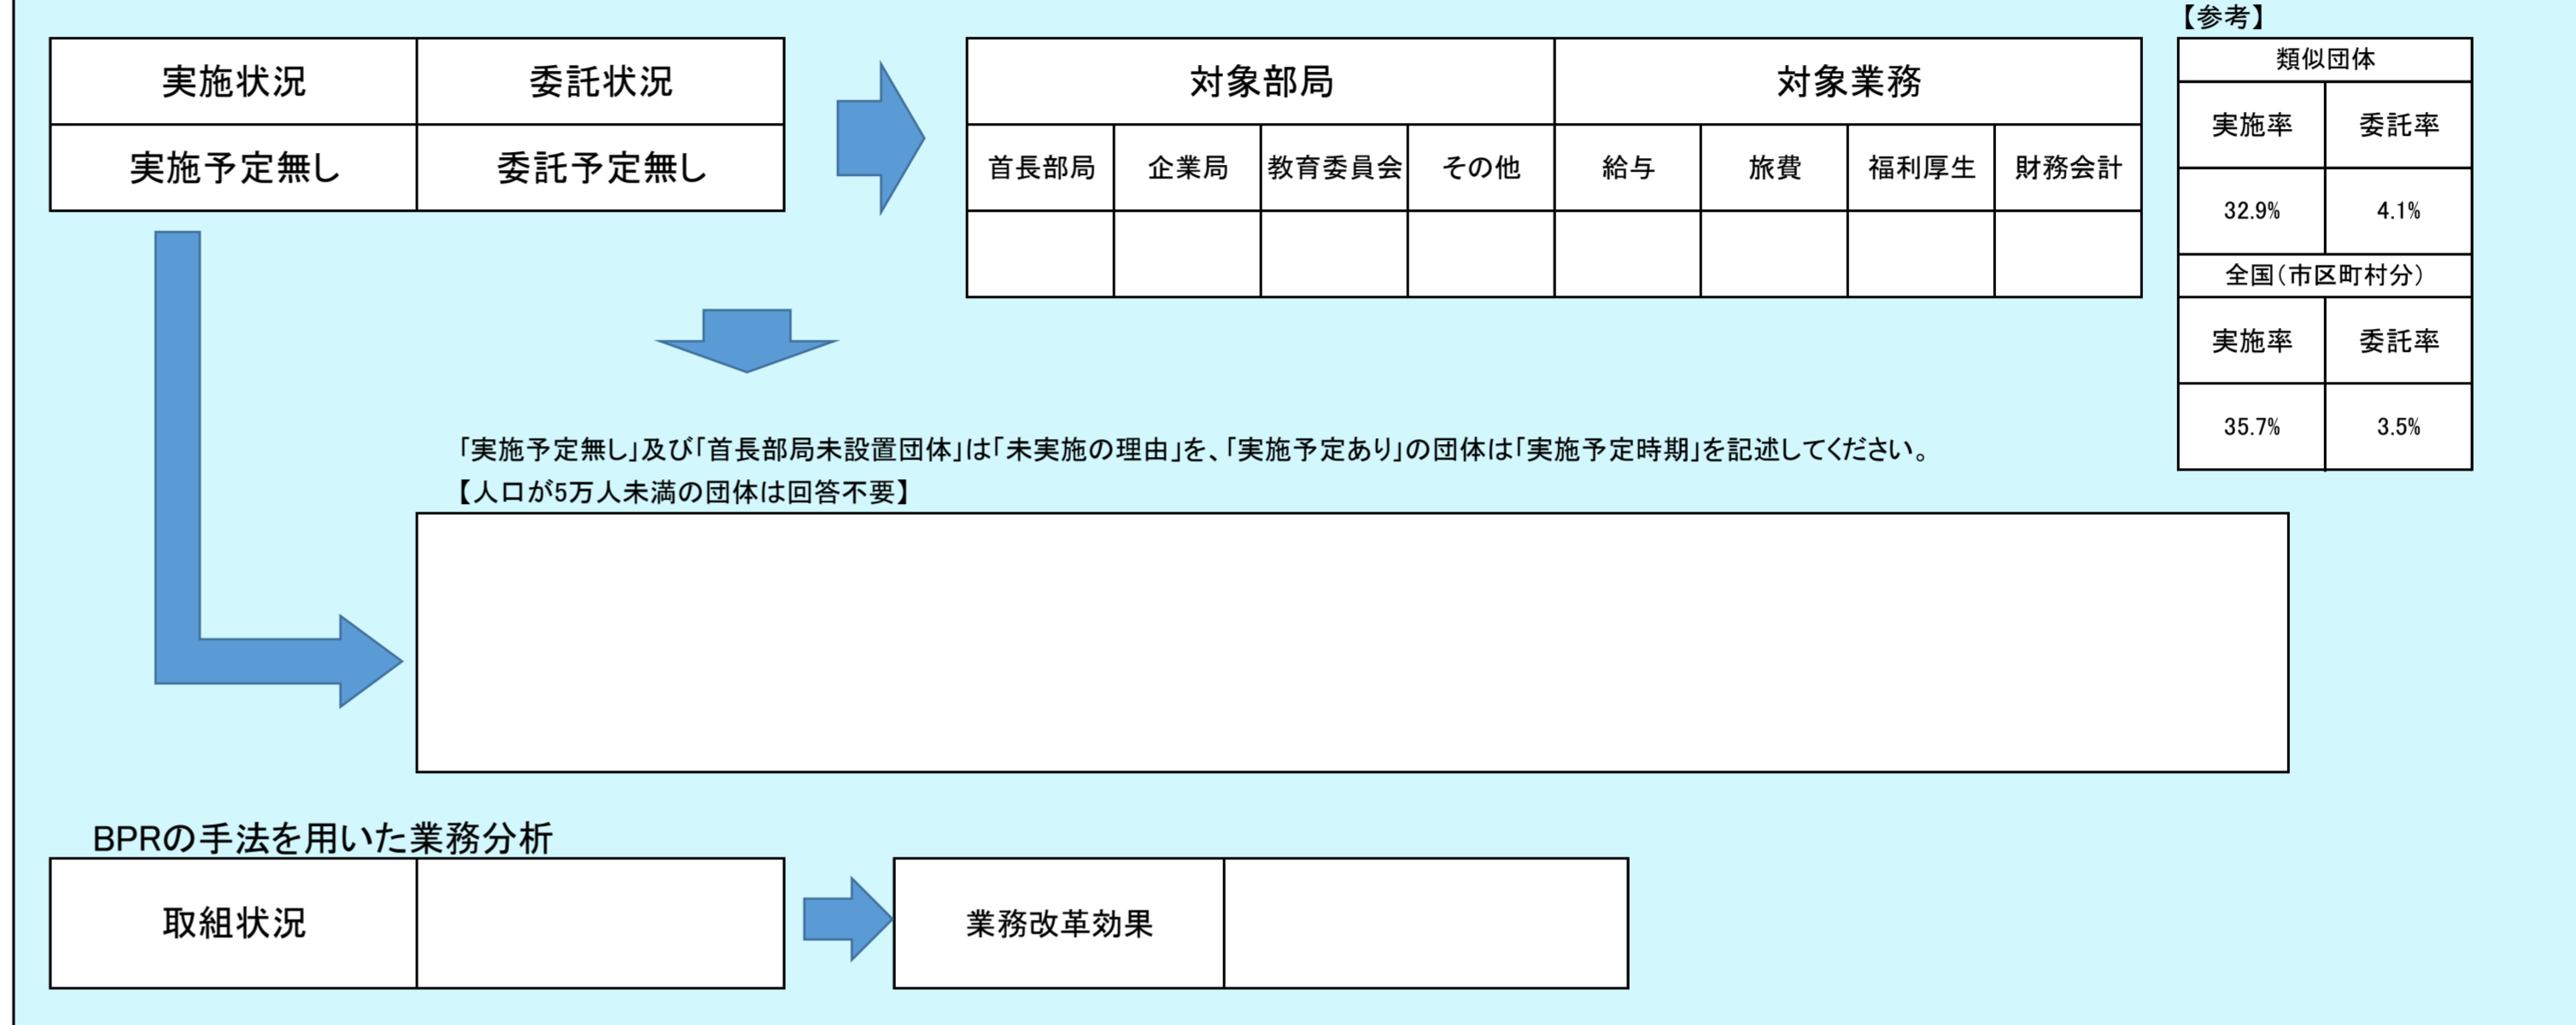 【参考】
実施状況 委託状況
実施予定無し 委託予定無し
対象部局 対象業務
首長部局 企業局 教育委員会 その他 給与 旅費 福利厚生 財務会計
類似団体
実施率 委託率
32.9% 4.1%
全国（市区町村分）
実施率 委託率
35.7% 3.5%
「実施予定無し」及び「首長部局未設置団体」は「未実施の理由」を、「実施予定あり」の団体は「実施予定時期」を記述してください。
【人口が5万人未満の団体は回答不要】
BPRの手法を用いた業務分析
取組状況
業務改革効果